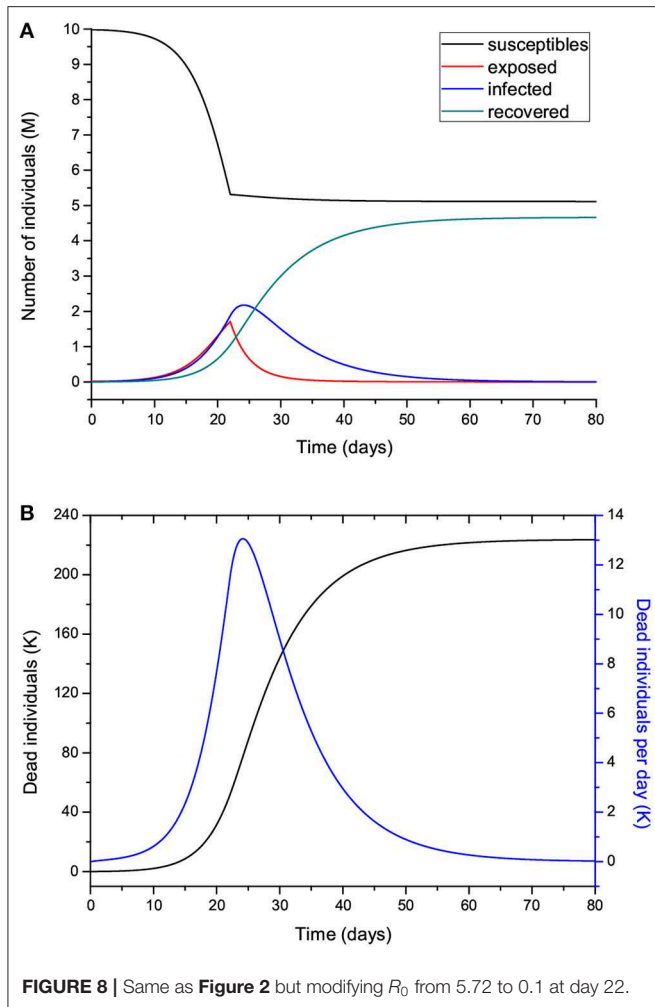 A
10
9
8
7
6
5
4
3
2
1
0
Number of individuals (M)
susceptibles
exposed
infected
recovered
0 10 20 30 40 50 60 70 80
Time (days)
B
240
200
160
120
80
40
0
Dead individuals (K)
14
12
10
8
6
4
2
0
Dead individuals per day (K)
0 10 20 30 40 50 60 70 80
Time (days)
FIGURE 8 | Same as Figure 2 but modifying R₀ from 5.72 to 0.1 at day 22.